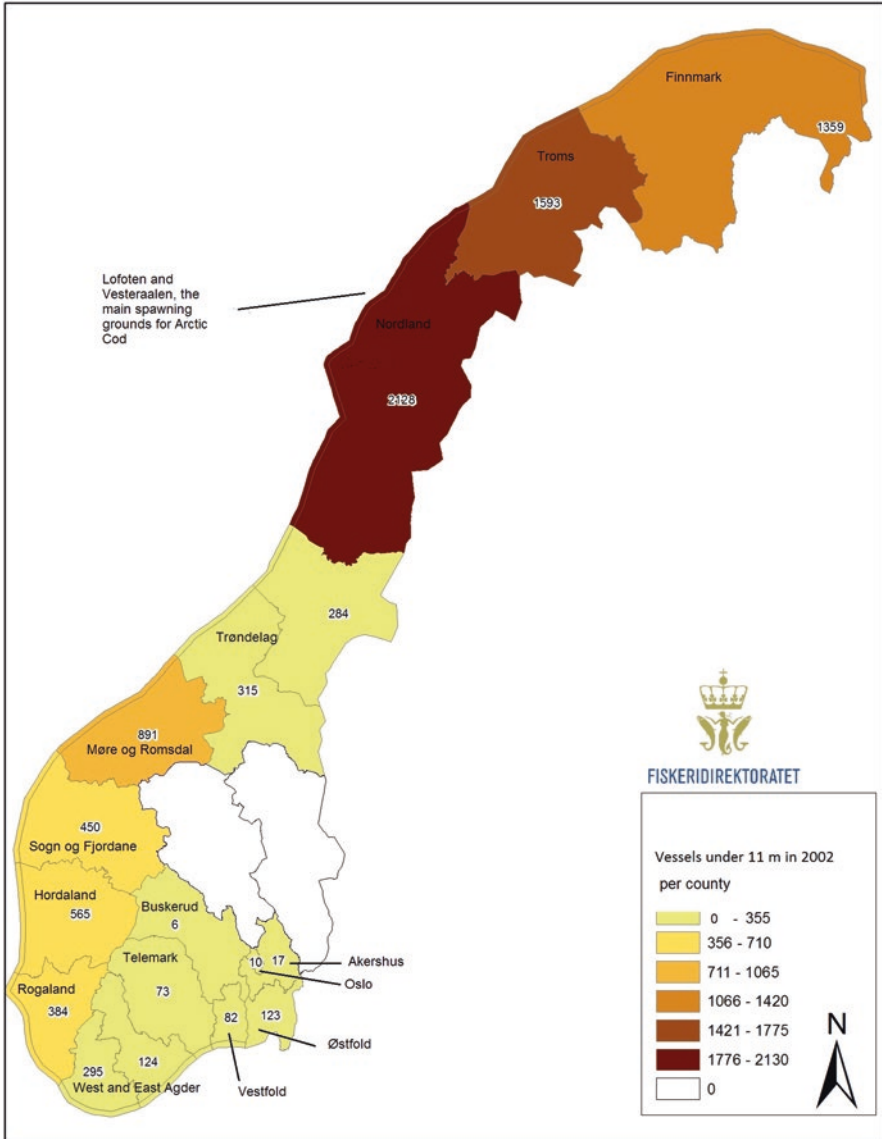 Finnmark
1359
Troms
1593
Lofoten and
Vesteraalen, the
main spawning
grounds for Arctic
Cod
Nordland
2128
284
Trøndelag
315
891
Møre og Romsdal
450
Sogn og Fjordane
Hordaland
565
Buskerud
6
Telemark
73
Rogaland
384
10
17
Akershus
Oslo
82
123
Østfold
Vestfold
295
124
West and East Agder
FISKERIDIREKTORATET
Vessels under 11 m in 2002
per county
0 - 355
356 - 710
711 - 1065
1066 - 1420
1421 - 1775
1776 - 2130
0
N